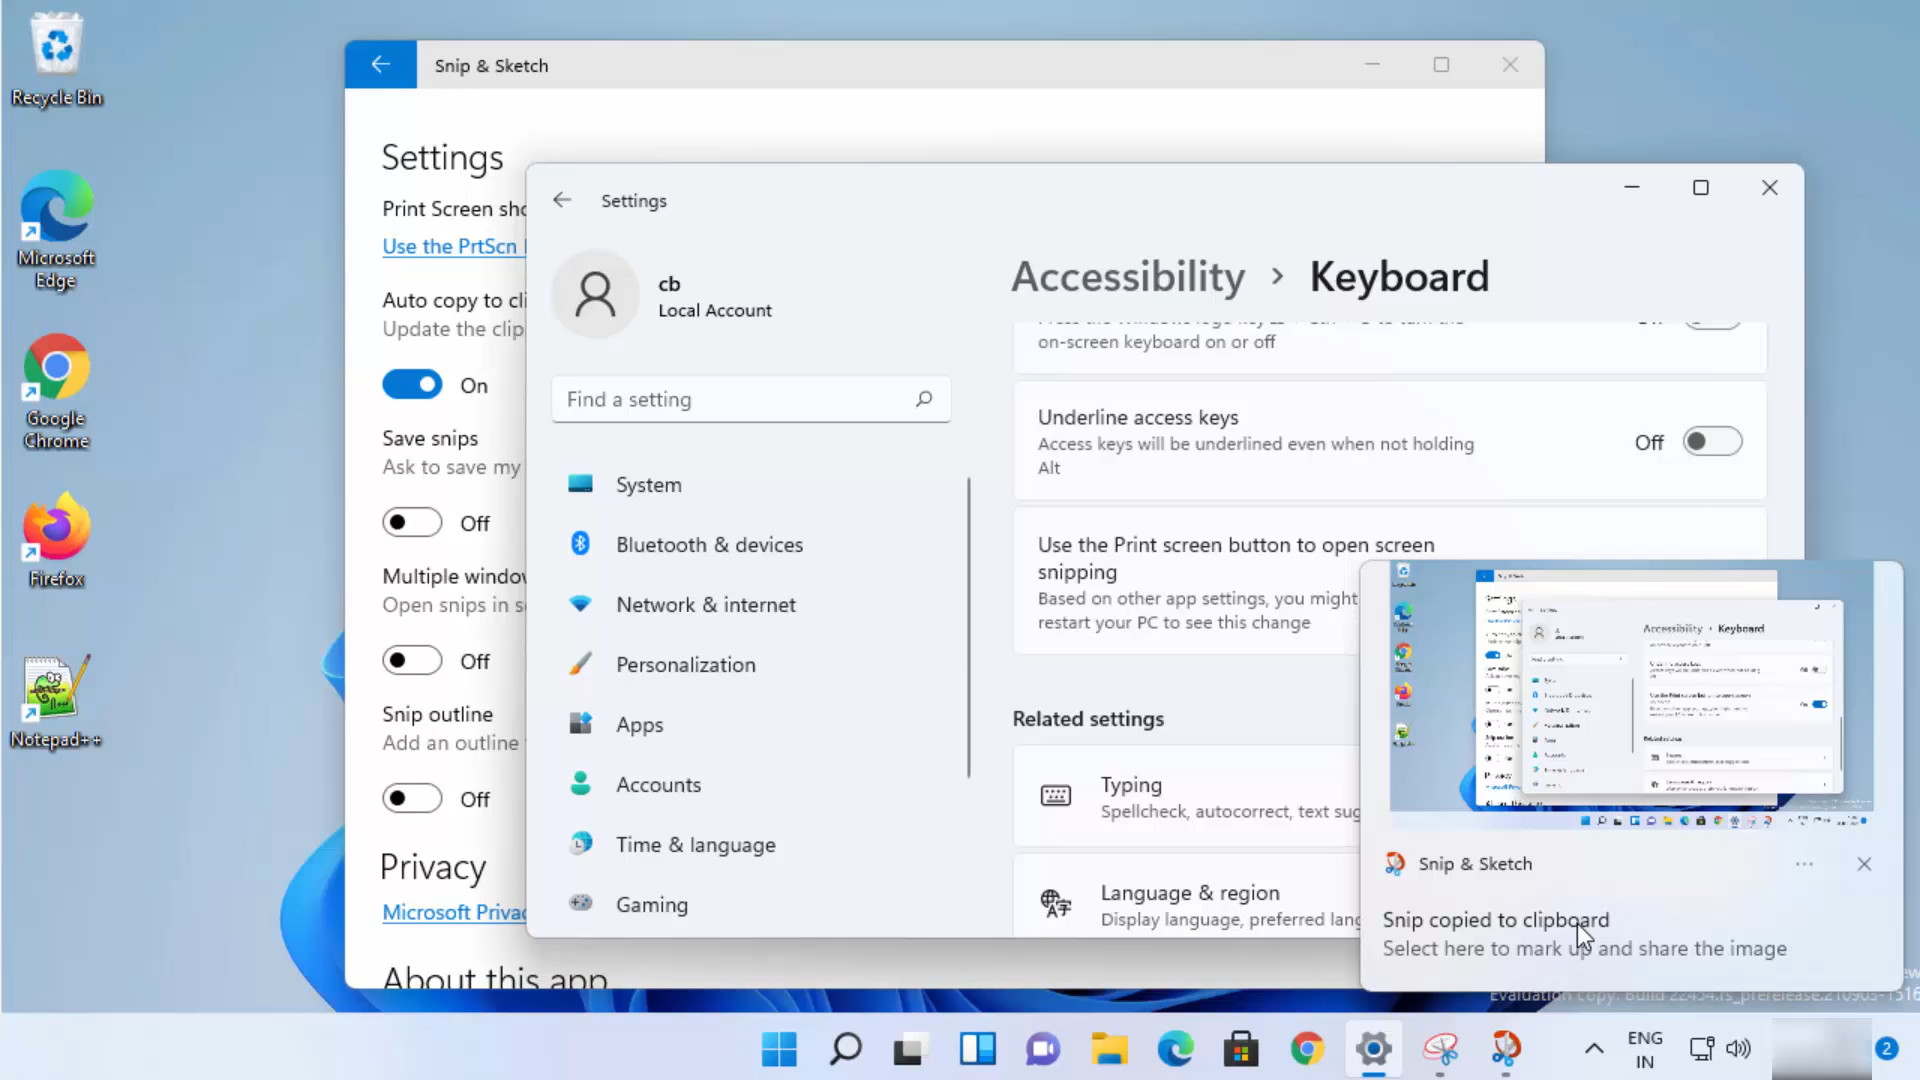 Recycle Bin
Microsoft
Edge
Google
Chrome
Firefox
Notepad++
Snip & Sketch
Settings
Print Screen
Use the PrtScn
Auto copy to
Update the clip
On
Save snips
Ask to save my
Off
Multiple
Open snips in
Off
Snip outline
Add an outline
Off
Privacy
Microsoft
About this app
Settings
cb
Local Account
Find a setting
System
Bluetooth & devices
Network & internet
Personalization
Apps
Accounts
Time & language
Gaming
Accessibility > Keyboard
on-screen keyboard on or off
Underline access keys
Access keys will be underlined even when not holding
Alt
Off
Use the Print screen button to open screen
snipping
Based on other app settings, you might
restart your PC to see this change
Related settings
Typing
Spellcheck, autocorrect, text
Language & region
Display language, preferred
Accessibility > Keyboard
Snip & Sketch
Snip copied to clipboard
Select here to mark up and share the image
ENG
IN
2